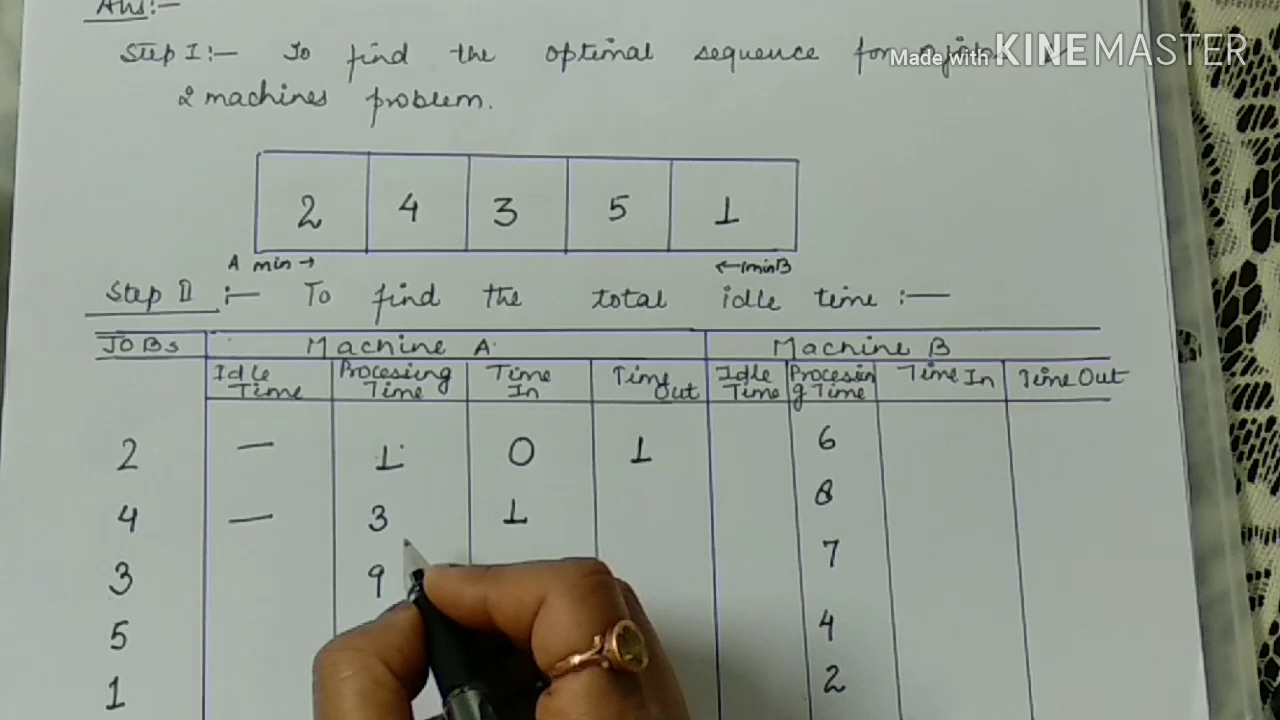 Ans:-
Step I:- To find the optimal sequence for
2 machines problem.
Made with KINEMASTER
2 4 3 5 1
A min → ← min B
Step II :- To find the total idle time :-
JOBs Machine A Machine B
Idle Time Procesing Time Time In Time Out Idle Time Procesing Time Time In Time Out
2 — 1 0 1 6
4 — 3 1 8
3 9 7
5 4
1 2